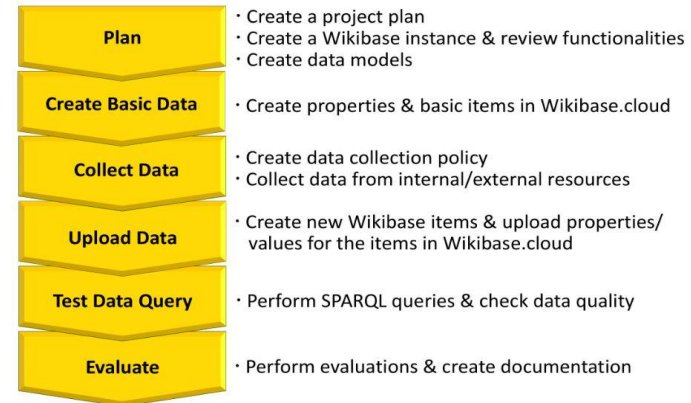 Plan
· Create a project plan
· Create a Wikibase instance & review functionalities
· Create data models
Create Basic Data
· Create properties & basic items in Wikibase.cloud
Collect Data
· Create data collection policy
· Collect data from internal/external resources
Upload Data
· Create new Wikibase items & upload properties/
values for the items in Wikibase.cloud
Test Data Query
· Perform SPARQL queries & check data quality
Evaluate
· Perform evaluations & create documentation